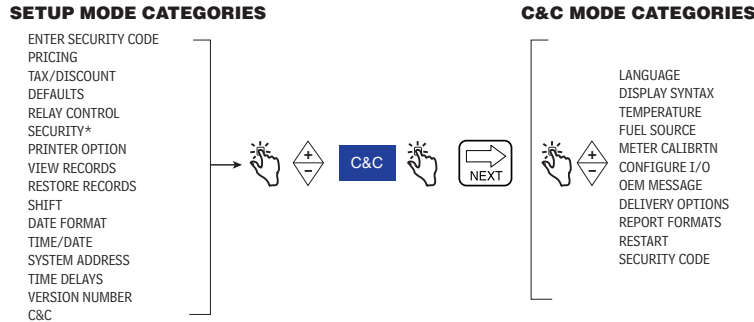 SETUP MODE CATEGORIES
ENTER SECURITY CODE
PRICING
TAX/DISCOUNT
DEFAULTS
RELAY CONTROL
SECURITY*
PRINTER OPTION
VIEW RECORDS
RESTORE RECORDS
SHIFT
DATE FORMAT
TIME/DATE
SYSTEM ADDRESS
TIME DELAYS
VERSION NUMBER
C&C
+
−
C&C
NEXT
C&C MODE CATEGORIES
+
−
LANGUAGE
DISPLAY SYNTAX
TEMPERATURE
FUEL SOURCE
METER CALIBRTN
CONFIGURE I/O
OEM MESSAGE
DELIVERY OPTIONS
REPORT FORMATS
RESTART
SECURITY CODE